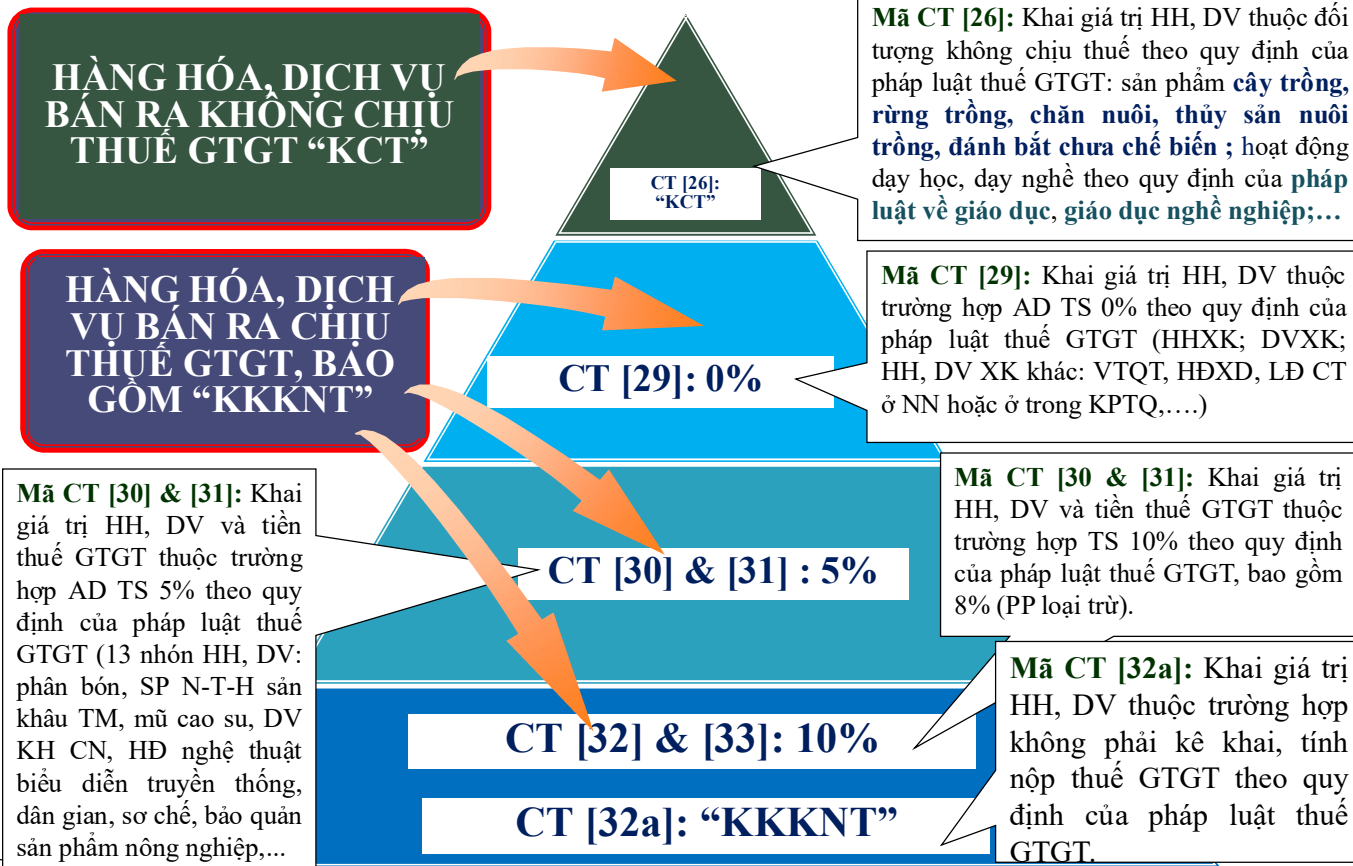 HÀNG HÓA, DỊCH VỤ
BÁN RA KHÔNG CHỊU
THUẾ GTGT “KCT”
Mã CT [26]: Khai giá trị HH, DV thuộc đối
tượng không chịu thuế theo quy định của
pháp luật thuế GTGT: sản phẩm cây trồng,
rừng trồng, chăn nuôi, thủy sản nuôi
trồng, đánh bắt chưa chế biến ; hoạt động
dạy học, dạy nghề theo quy định của pháp
luật về giáo dục, giáo dục nghề nghiệp;…
CT [26]:
“KCT”
HÀNG HÓA, DỊCH
VỤ BÁN RA CHỊU
THUẾ GTGT, BAO
GỒM “KKKNT”
Mã CT [29]: Khai giá trị HH, DV thuộc
trường hợp AD TS 0% theo quy định của
pháp luật thuế GTGT (HHXK; DVXK;
HH, DV XK khác: VTQT, HĐXD, LĐ CT
ở NN hoặc ở trong KPTQ,….)
CT [29]: 0%
Mã CT [30] & [31]: Khai
giá trị HH, DV và tiền
thuế GTGT thuộc trường
hợp AD TS 5% theo quy
định của pháp luật thuế
GTGT (13 nhón HH, DV:
phân bón, SP N-T-H sản
khâu TM, mũ cao su, DV
KH CN, HĐ nghệ thuật
biểu diễn truyền thống,
dân gian, sơ chế, bảo quản
sản phẩm nông nghiệp,...
CT [30] & [31] : 5%
Mã CT [30 & [31]: Khai giá trị
HH, DV và tiền thuế GTGT thuộc
trường hợp TS 10% theo quy định
của pháp luật thuế GTGT, bao gồm
8% (PP loại trừ).
CT [32] & [33]: 10%
Mã CT [32a]: Khai giá trị
HH, DV thuộc trường hợp
không phải kê khai, tính
nộp thuế GTGT theo quy
định của pháp luật thuế
GTGT.
CT [32a]: “KKKNT”